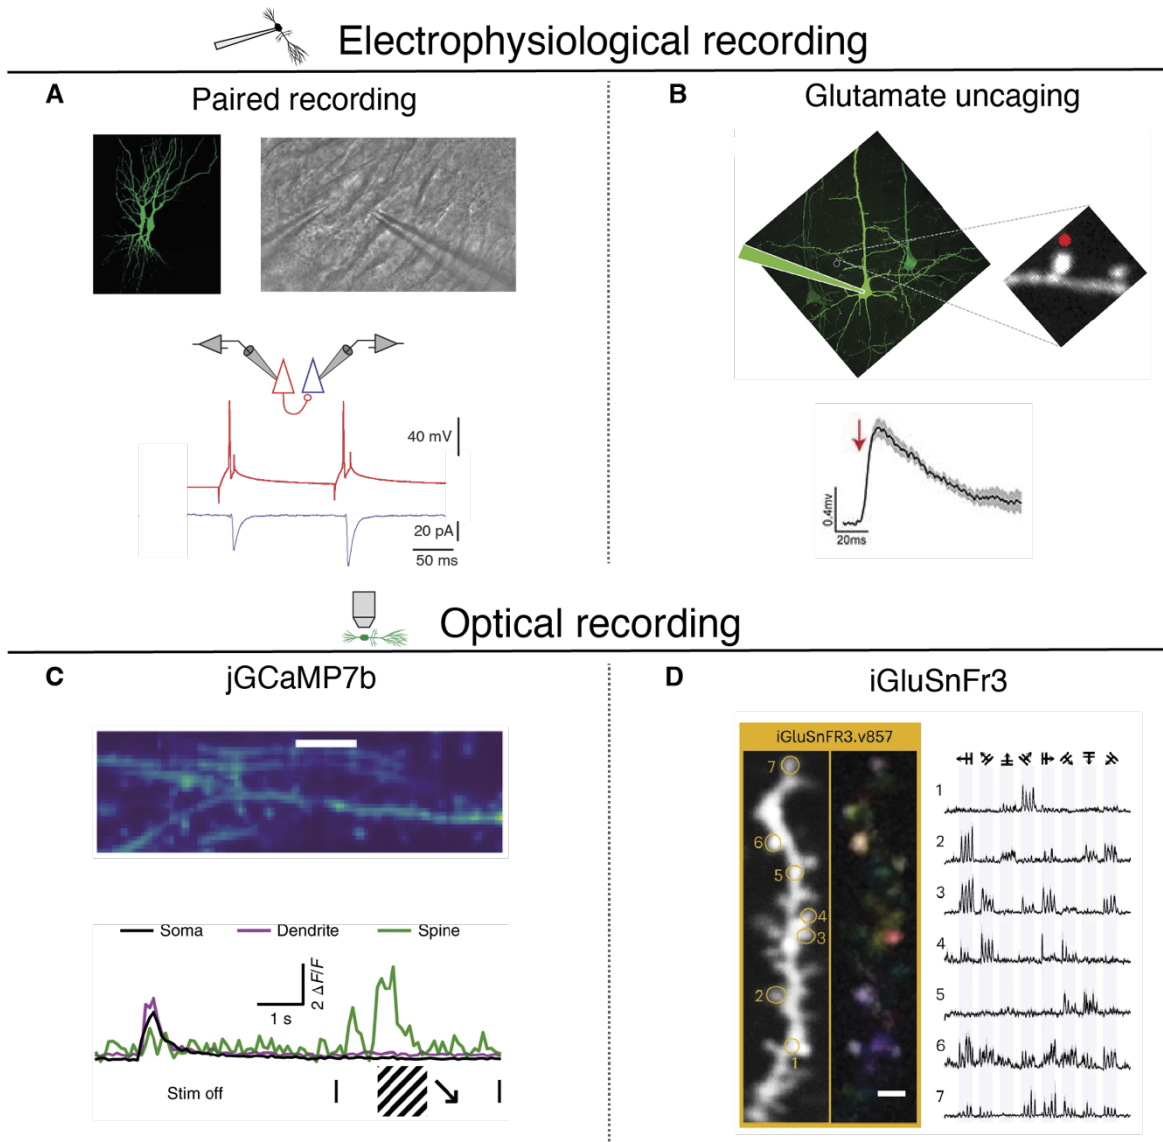 Electrophysiological recording
A
Paired recording
40 mV
20 pA
50 ms
B
Glutamate uncaging
0.4mv
20ms
Optical recording
C
jGCaMP7b
Soma
Dendrite
Spine
2 ΔF/F
1 s
Stim off
D
iGluSnFr3
iGluSnFR3.v857
7
6
5
4
3
2
1
1
2
3
4
5
6
7